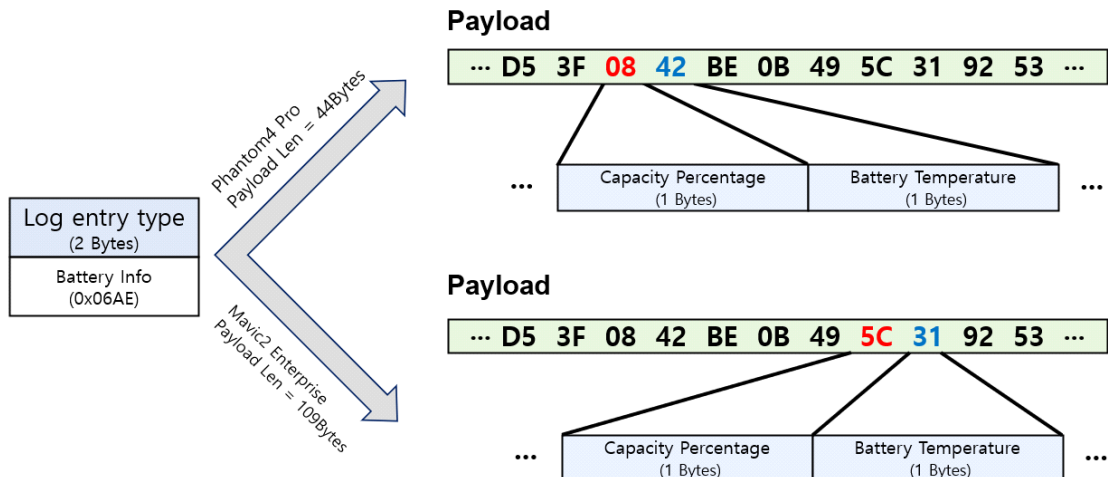 Payload
... D5 3F 08 42 BE 0B 49 5C 31 92 53 ...
Phantom4 Pro
Payload Len = 44Bytes
... Capacity Percentage Battery Temperature ...
(1 Bytes) (1 Bytes)
Log entry type
(2 Bytes)
Battery Info
(0x06AE)
Mavic2 Enterprise
Payload Len = 109Bytes
Payload
... D5 3F 08 42 BE 0B 49 5C 31 92 53 ...
... Capacity Percentage Battery Temperature ...
(1 Bytes) (1 Bytes)